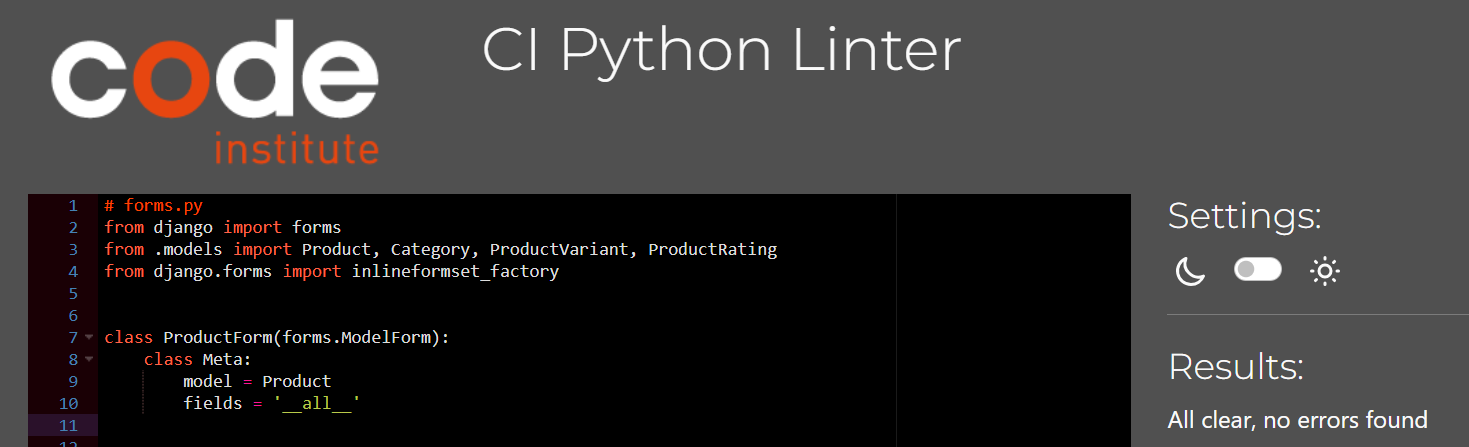 code
institute
CI Python Linter
1 # forms.py
2 from django import forms
3 from .models import Product, Category, ProductVariant, ProductRating
4 from django.forms import inlineformset_factory
5
6
7 class ProductForm(forms.ModelForm):
8     class Meta:
9         model = Product
10         fields = '__all__'
11
12
Settings:
Results:
All clear, no errors found